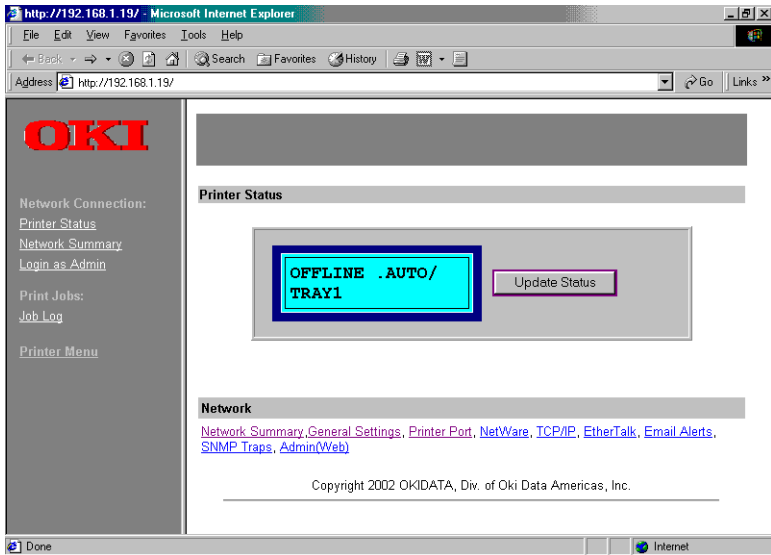 http://192.168.1.19/ - Microsoft Internet Explorer
File Edit View Favorites Tools Help
Back Search Favorites History
Address http://192.168.1.19/ Go Links »
OKI
Network Connection:
Printer Status
Network Summary
Login as Admin
Print Jobs:
Job Log
Printer Menu
Printer Status
OFFLINE .AUTO/
TRAY1
Update Status
Network
Network Summary,General Settings, Printer Port, NetWare, TCP/IP, EtherTalk, Email Alerts,
SNMP Traps, Admin(Web)
Copyright 2002 OKIDATA, Div. of Oki Data Americas, Inc.
Done Internet